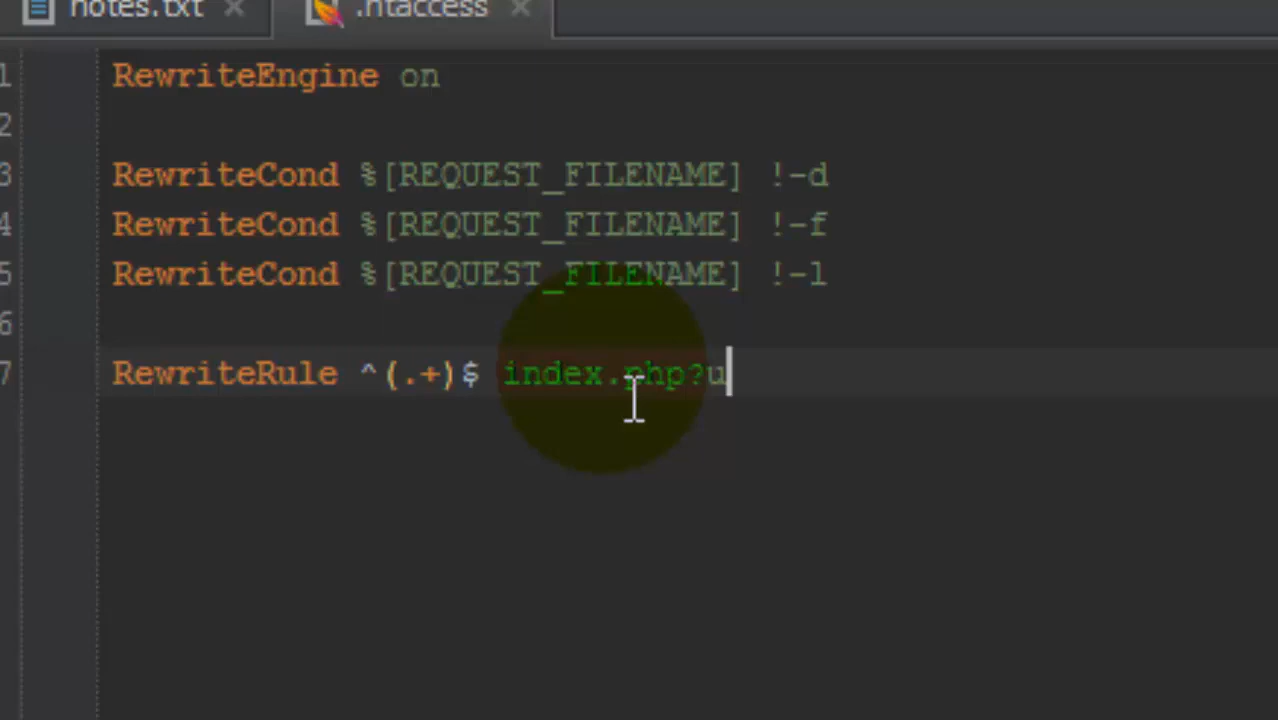 notes.txt .htaccess
1 RewriteEngine on
2
3 RewriteCond %[REQUEST_FILENAME] !-d
4 RewriteCond %[REQUEST_FILENAME] !-f
5 RewriteCond %[REQUEST_FILENAME] !-l
6
7 RewriteRule ^(.+)$ index.php?u